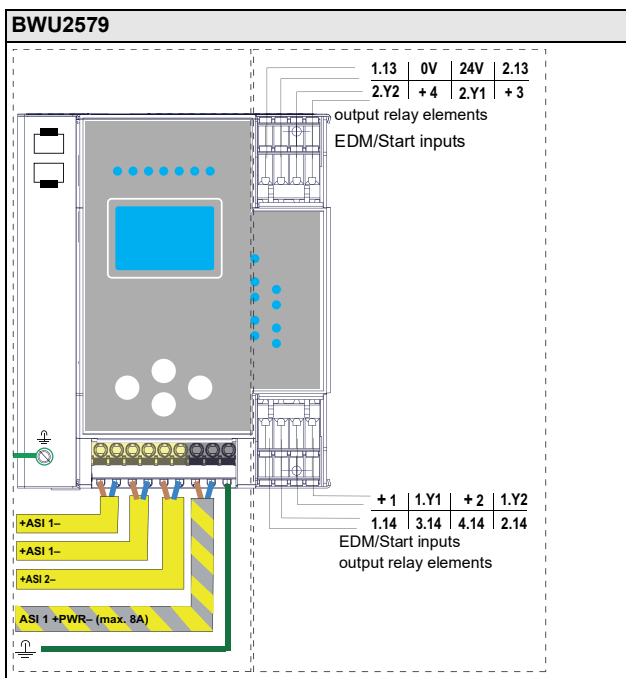 BWU2579
1.13 0V 24V 2.13
2.Y2 + 4 2.Y1 + 3
output relay elements
EDM/Start inputs
+ 1 1.Y1 + 2 1.Y2
1.14 3.14 4.14 2.14
EDM/Start inputs
output relay elements
+ASI 1–
+ASI 1–
+ASI 2–
ASI 1 +PWR– (max. 8A)